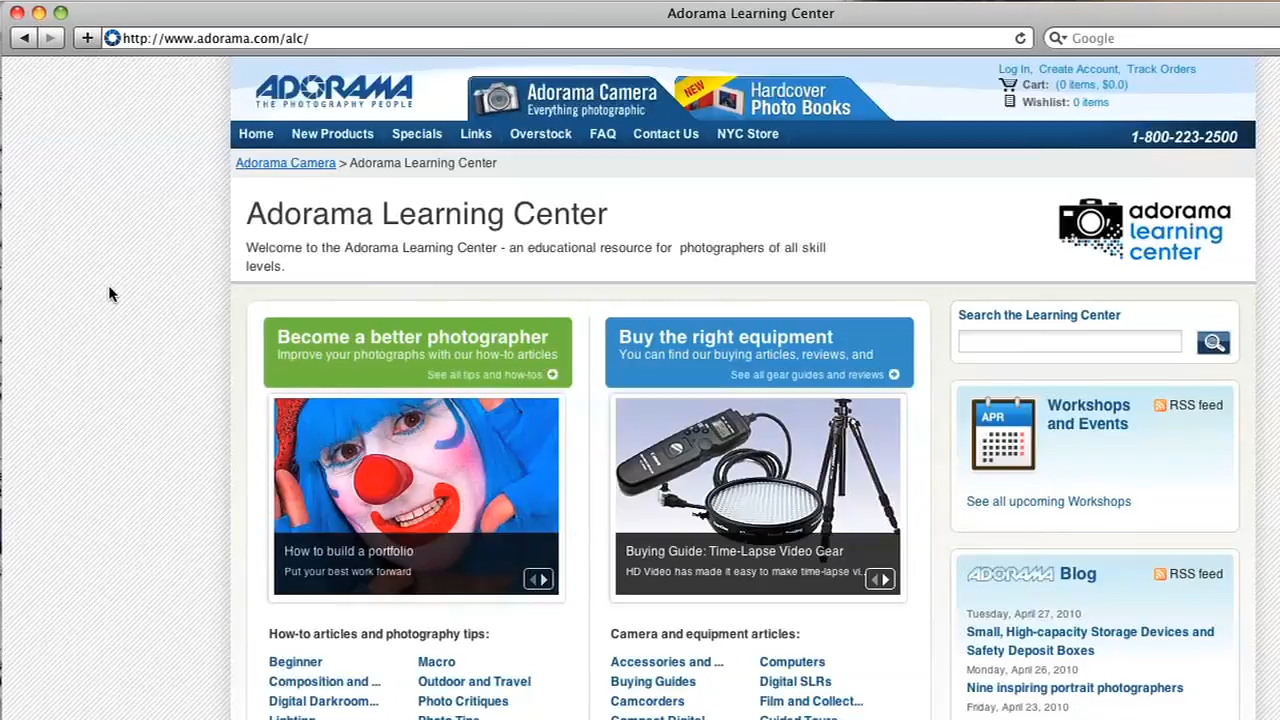 Adorama Learning Center
http://www.adorama.com/alc/
Google
ADORAMA
THE PHOTOGRAPHY PEOPLE
Adorama Camera
Everything photographic
NEW
Hardcover
Photo Books
Log In, Create Account, Track Orders
Cart: (0 items, $0.0)
Wishlist: 0 items
Home New Products Specials Links Overstock FAQ Contact Us NYC Store 1-800-223-2500
Adorama Camera > Adorama Learning Center
Adorama Learning Center
Welcome to the Adorama Learning Center - an educational resource for photographers of all skill
levels.
adorama
learning
center
Become a better photographer
Improve your photographs with our how-to articles
See all tips and how-tos
Buy the right equipment
You can find our buying articles, reviews, and
See all gear guides and reviews
How to build a portfolio
Put your best work forward
Buying Guide: Time-Lapse Video Gear
HD Video has made it easy to make time-lapse vi...
Search the Learning Center
APR
Workshops
and Events
RSS feed
See all upcoming Workshops
ADORAMA Blog
RSS feed
Tuesday, April 27, 2010
Small, High-capacity Storage Devices and
Safety Deposit Boxes
Monday, April 26, 2010
Nine inspiring portrait photographers
Friday, April 23, 2010
How-to articles and photography tips:
Beginner Macro
Composition and ... Outdoor and Travel
Digital Darkroom... Photo Critiques
Lighting Photo Tips
Camera and equipment articles:
Accessories and ... Computers
Buying Guides Digital SLRs
Camcorders Film and Collect...
Compact Digital Guided Tours